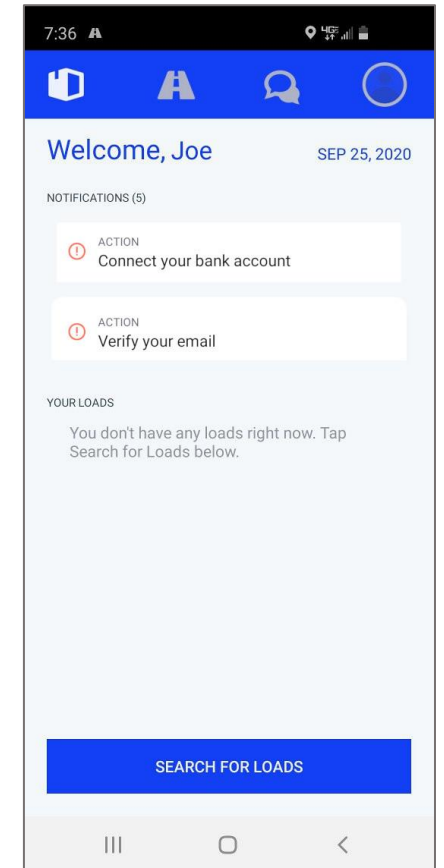 7:36
4GE
Welcome, Joe
SEP 25, 2020
NOTIFICATIONS (5)
ACTION
Connect your bank account
ACTION
Verify your email
YOUR LOADS
You don't have any loads right now. Tap
Search for Loads below.
SEARCH FOR LOADS